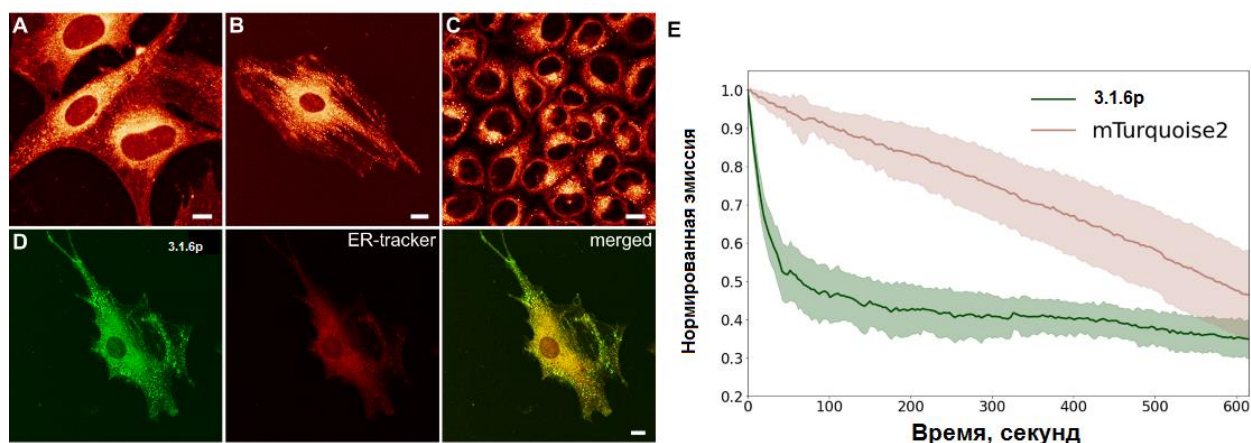 A
B
C
D
3.1.6p
ER-tracker
merged
E
3.1.6p
mTurquoise2
Нормированная эмиссия
1.0
0.9
0.8
0.7
0.6
0.5
0.4
0.3
0.2
0 100 200 300 400 500 600
Время, секунд